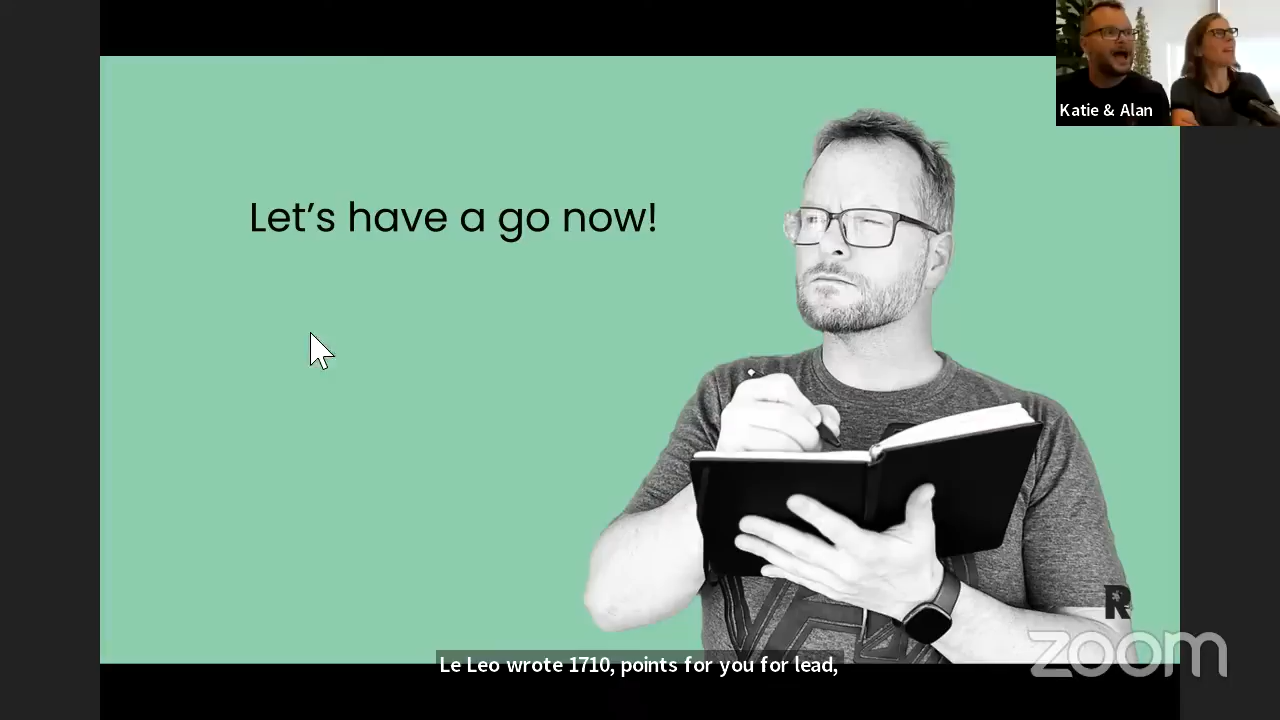 Katie & Alan
Let's have a go now!
R
zoom
Le Leo wrote 1710, points for you for lead,